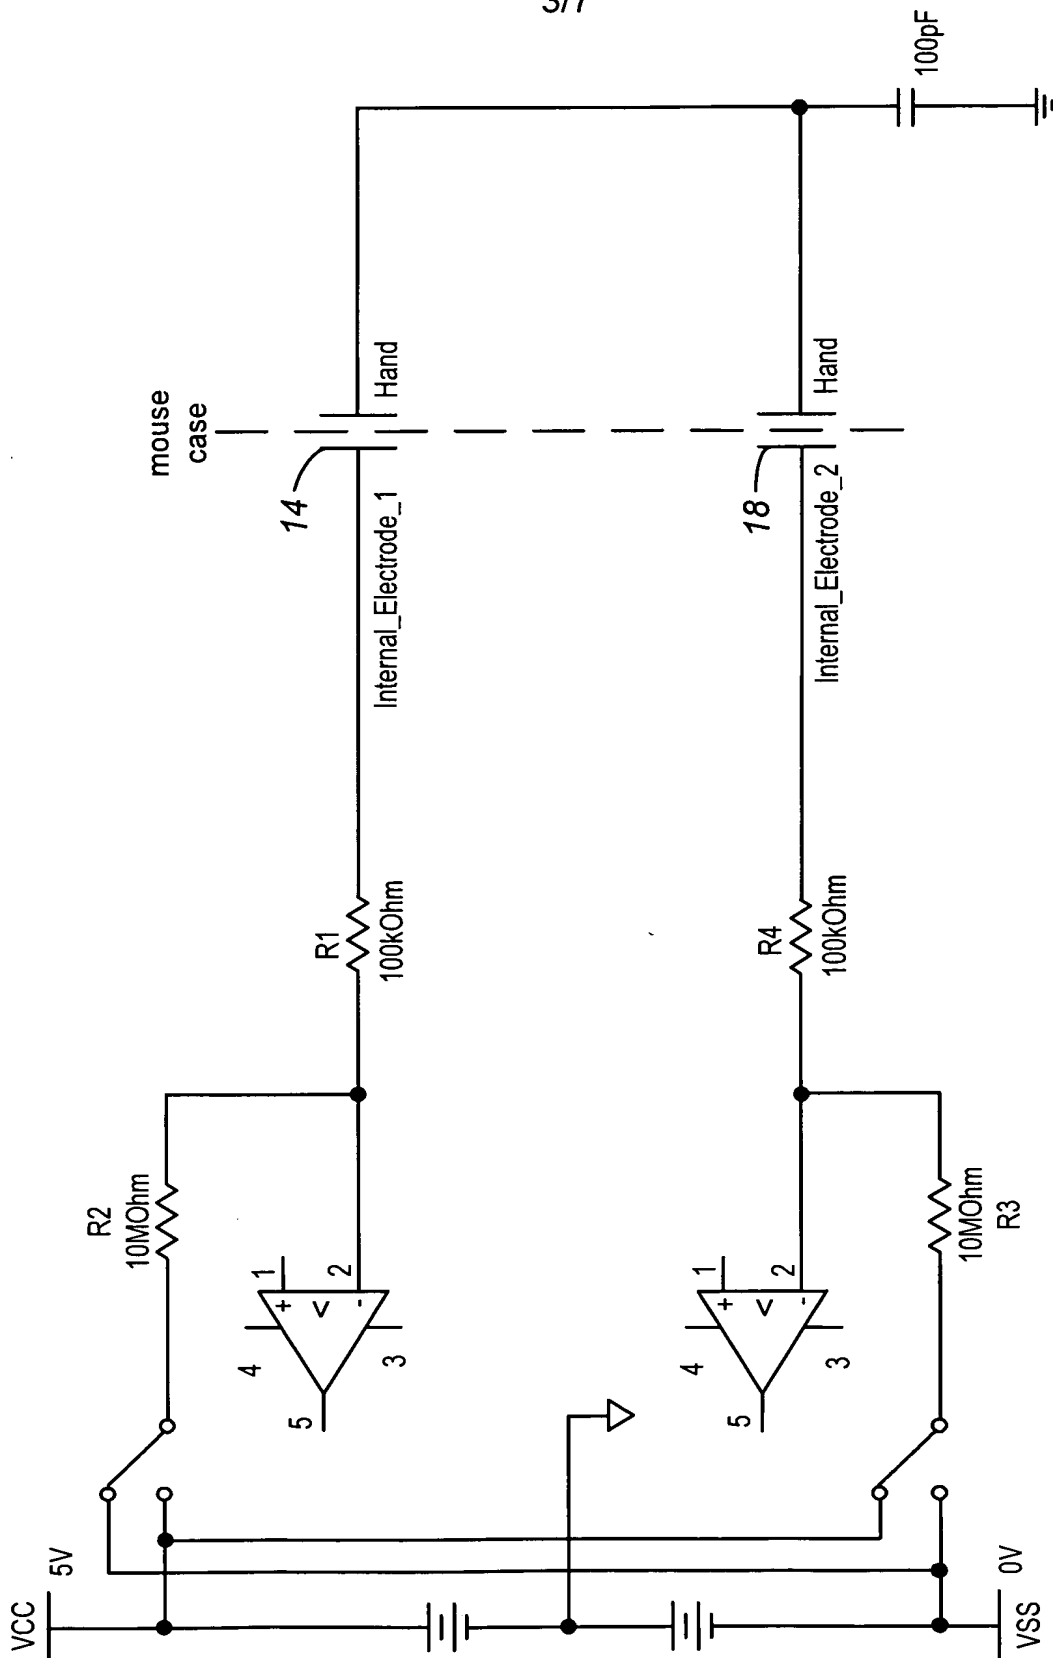 3/7
100pF
mouse
case
Hand
14
Internal_Electrode_1
Hand
18
Internal_Electrode_2
R1
100kOhm
R4
100kOhm
R2
10MOhm
10MOhm
R3
+
V
-
1
2
3
4
5
+
V
-
1
2
3
4
5
VCC
5V
VSS
0V